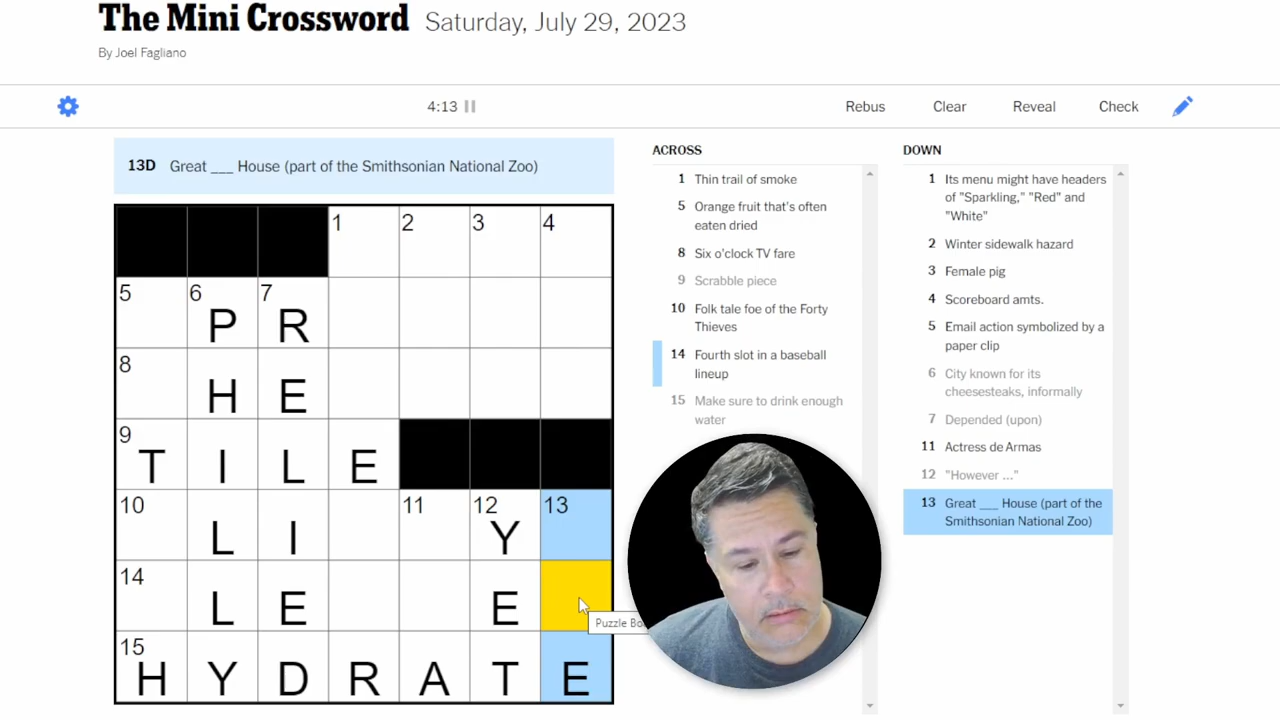 The Mini Crossword Saturday, July 29, 2023
By Joel Fagliano
4:13 Rebus Clear Reveal Check
13D Great ___ House (part of the Smithsonian National Zoo)
1 2 3 4
5 6 7
P R
8
H E
9
T I L E
10 11 12 13
L I Y
14
L E E
15
H Y D R A T E
Puzzle Bo
ACROSS
1 Thin trail of smoke
5 Orange fruit that's often
eaten dried
8 Six o'clock TV fare
9 Scrabble piece
10 Folk tale foe of the Forty
Thieves
14 Fourth slot in a baseball
lineup
15 Make sure to drink enough
water
DOWN
1 Its menu might have headers
of "Sparkling," "Red" and
"White"
2 Winter sidewalk hazard
3 Female pig
4 Scoreboard amts.
5 Email action symbolized by a
paper clip
6 City known for its
cheesesteaks, informally
7 Depended (upon)
11 Actress de Armas
12 "However ..."
13 Great ___ House (part of the
Smithsonian National Zoo)